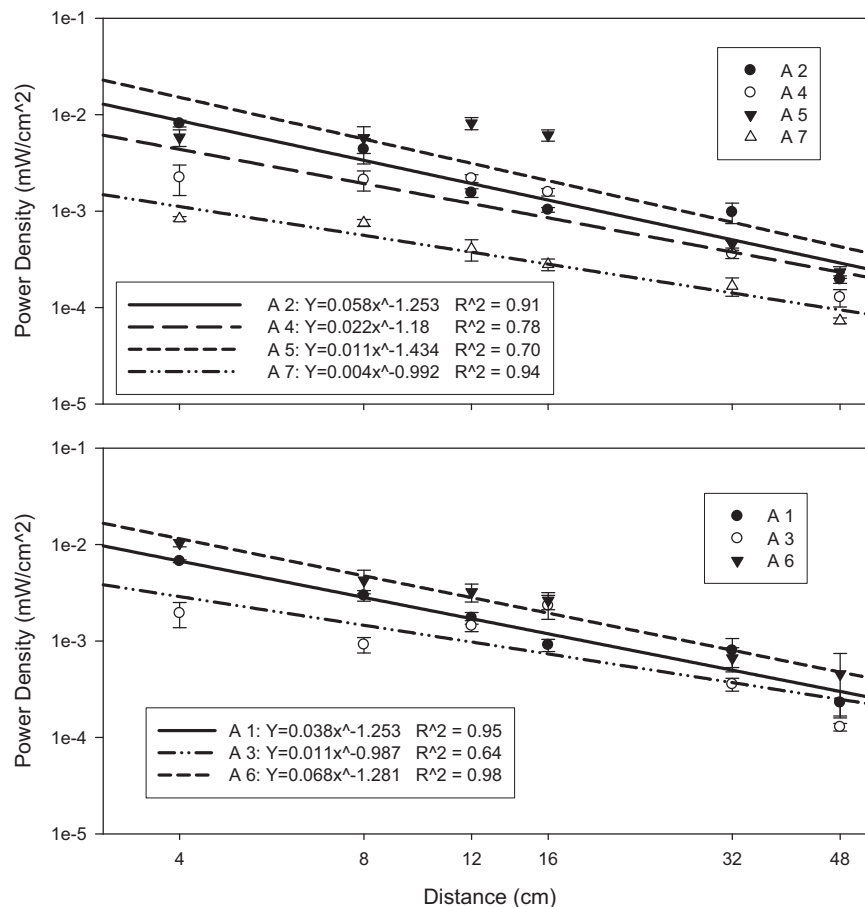 1e-1
1e-2
1e-3
1e-4
1e-5
Power Density (mW/cm^2)
A 2
A 4
A 5
A 7
A 2: Y=0.058x^-1.253 R^2 = 0.91
A 4: Y=0.022x^-1.18 R^2 = 0.78
A 5: Y=0.011x^-1.434 R^2 = 0.70
A 7: Y=0.004x^-0.992 R^2 = 0.94
1e-1
1e-2
1e-3
1e-4
1e-5
Power Density (mW/cm^2)
A 1
A 3
A 6
A 1: Y=0.038x^-1.253 R^2 = 0.95
A 3: Y=0.011x^-0.987 R^2 = 0.64
A 6: Y=0.068x^-1.281 R^2 = 0.98
4 8 12 16 32 48
Distance (cm)